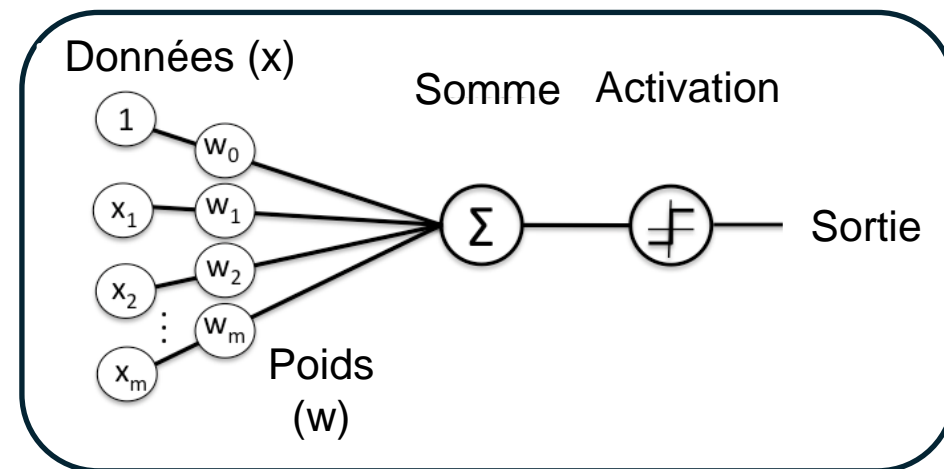 Données (x)
Somme
Activation
1
w0
x1
w1
Σ
Sortie
x2
w2
⋮
xm
wm
Poids
(w)